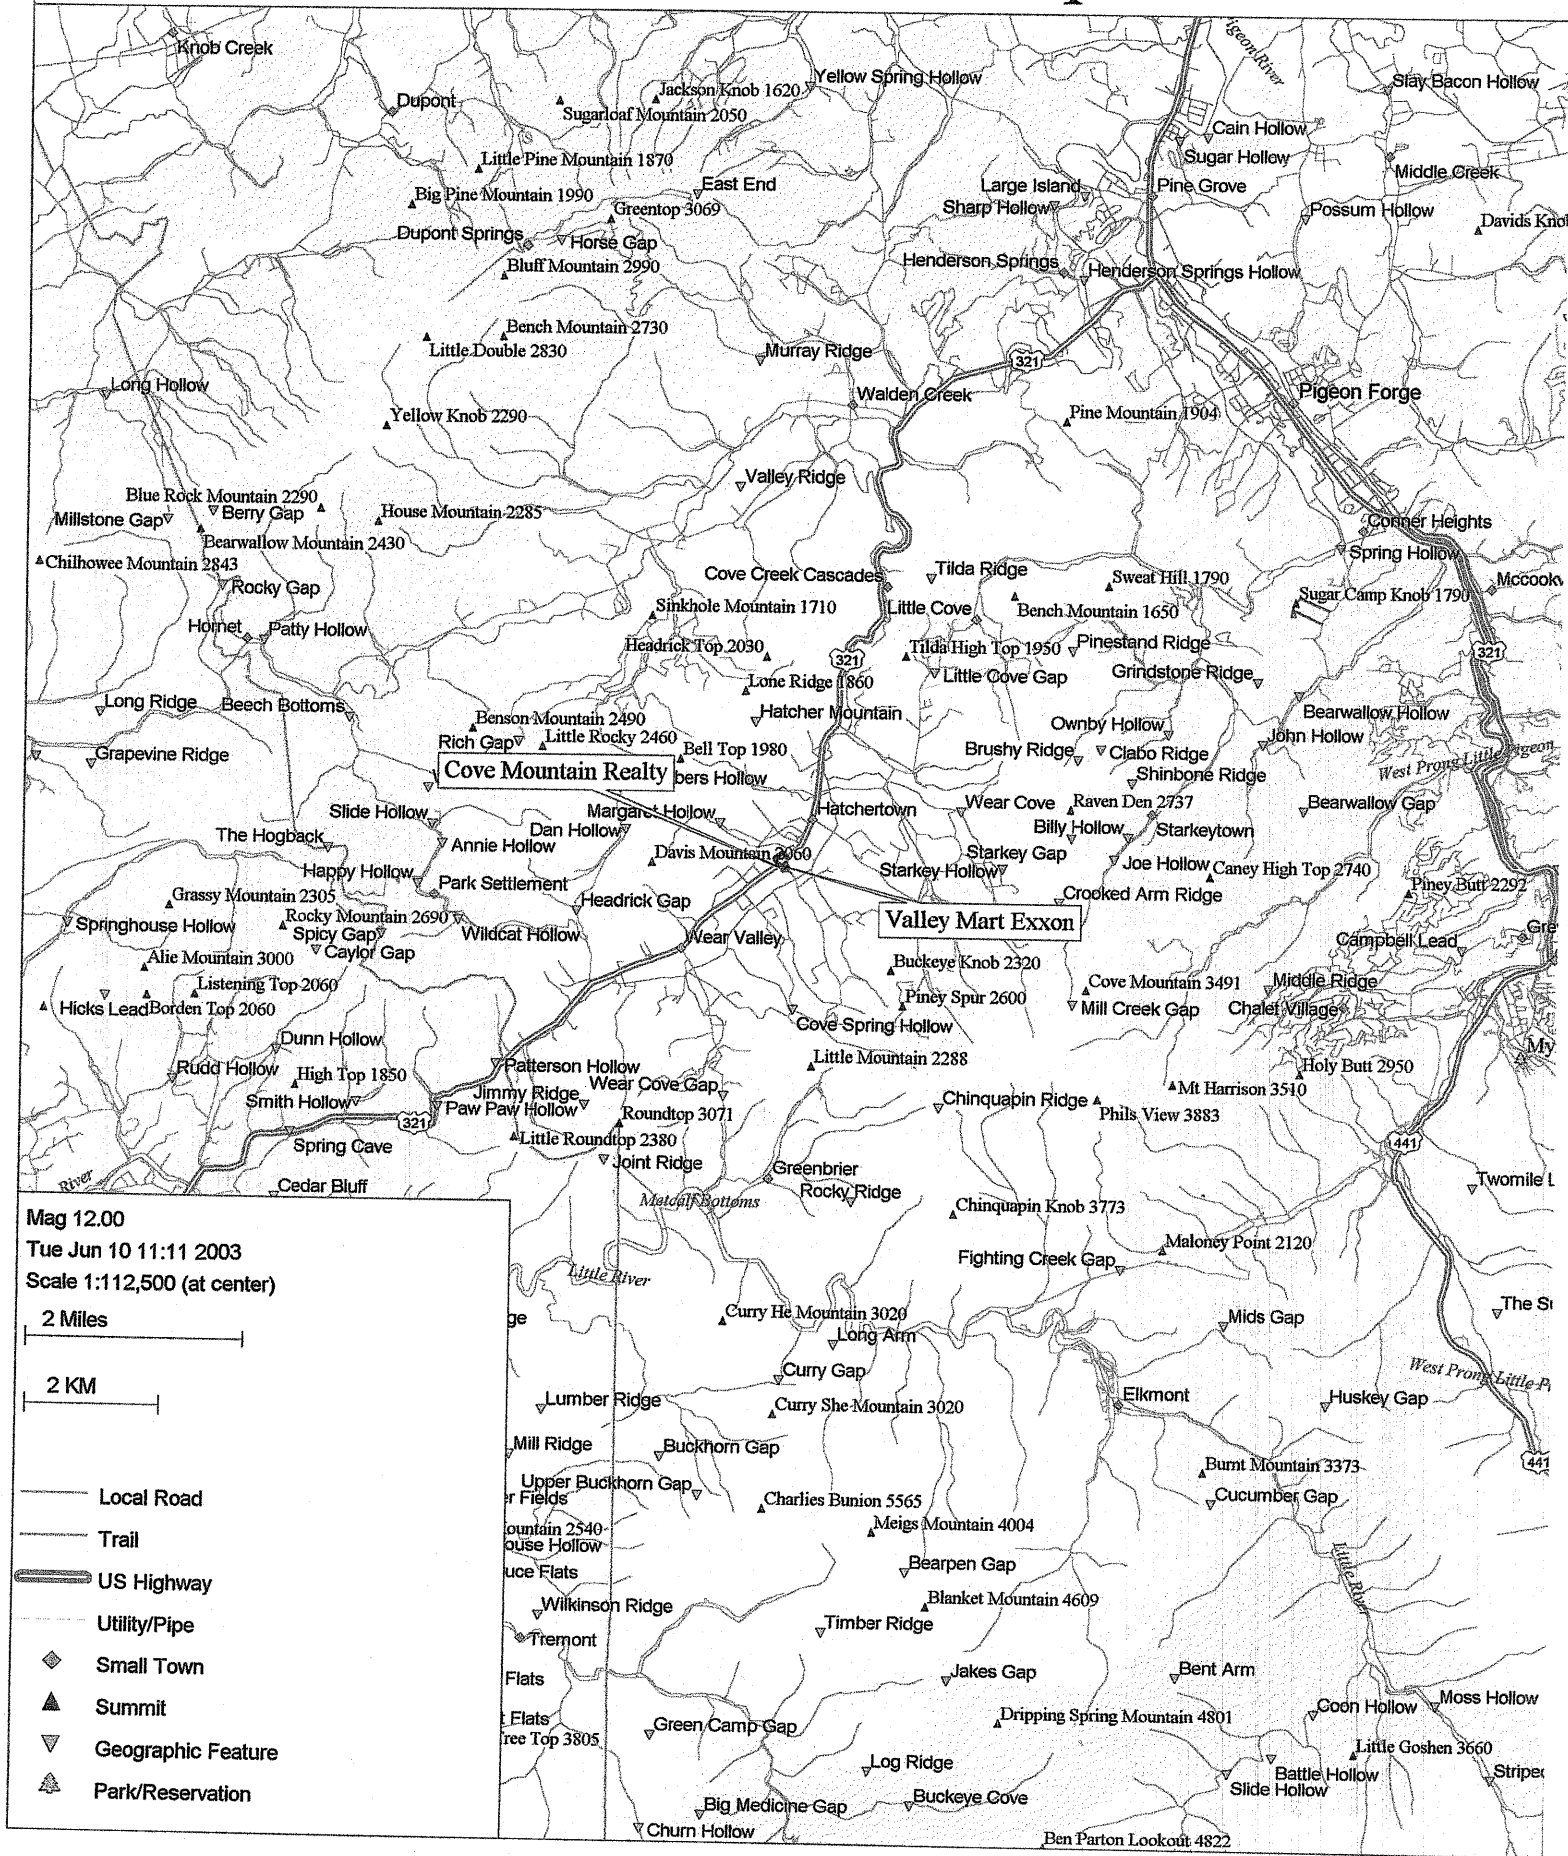 Knob Creek
Dupont
Jackson Knob 1620
Sugarloaf Mountain 2050
Yellow Spring Hollow
Slay Bacon Hollow
Cain Hollow
Sugar Hollow
Little Pine Mountain 1870
Middle Creek
Big Pine Mountain 1990
East End
Large Island
Pine Grove
Greentop 3069
Sharp Hollow
Possum Hollow
Dupont Springs
Horse Gap
Henderson Springs
Henderson Springs Hollow
Bluff Mountain 2990
Bench Mountain 2730
Little Double 2830
Murray Ridge
321
Long Hollow
Walden Creek
Pigeon Forge
Yellow Knob 2290
Pine Mountain 1904
Valley Ridge
Blue Rock Mountain 2290
Millstone Gap
Berry Gap
House Mountain 2285
Conner Heights
Bearwallow Mountain 2430
Spring Hollow
Chilhowee Mountain 2843
Cove Creek Cascades
Tilda Ridge
Sweat Hill 1790
Rocky Gap
Sugar Camp Knob 1790
Sinkhole Mountain 1710
Little Cove
Bench Mountain 1650
Hornet
Patty Hollow
Headrick Top 2030
321
Tilda High Top 1950
Pinestand Ridge
321
Lone Ridge 1860
Little Cove Gap
Grindstone Ridge
Long Ridge
Beech Bottoms
Benson Mountain 2490
Hatcher Mountain
Ownby Hollow
Bearwallow Hollow
Rich Gap
Little Rocky 2460
Bell Top 1980
Brushy Ridge
Clabo Ridge
John Hollow
Grapevine Ridge
West Prong Little Pigeon
Cove Mountain Realty
bers Hollow
Shinbone Ridge
Slide Hollow
Margaret Hollow
Hatchertown
Wear Cove
Raven Den 2737
Bearwallow Gap
The Hogback
Annie Hollow
Dan Hollow
Billy Hollow
Starkeytown
Davis Mountain 2060
Starkey Gap
Happy Hollow
Starkey Hollow
Joe Hollow
Caney High Top 2740
Park Settlement
Piney Butt 2292
Grassy Mountain 2305
Headrick Gap
Crooked Arm Ridge
Springhouse Hollow
Rocky Mountain 2690
Valley Mart Exxon
Spicy Gap
Wildcat Hollow
Wear Valley
Campbell Lead
Gre
Caylor Gap
Alie Mountain 3000
Buckeye Knob 2320
Listening Top 2060
Cove Mountain 3491
Middle Ridge
Hicks Lead
Borden Top 2060
Piney Spur 2600
Mill Creek Gap
Chalet Village
Cove Spring Hollow
Dunn Hollow
My
Rudd Hollow
High Top 1850
Patterson Hollow
Little Mountain 2288
Holy Butt 2950
Smith Hollow
Jimmy Ridge
Wear Cove Gap
Mt Harrison 3510
Paw Paw Hollow
Roundtop 3071
Chinquapin Ridge
Phils View 3883
321
Spring Cave
Little Roundtop 2380
441
Joint Ridge
Greenbrier
River
Cedar Bluff
Metcalf Bottoms
Rocky Ridge
Twomile L
Mag 12.00
Chinquapin Knob 3773
Tue Jun 10 11:11 2003
Maloney Point 2120
Scale 1:112,500 (at center)
Little River
Fighting Creek Gap
2 Miles
ge
Curry He Mountain 3020
Mids Gap
Long Arm
Curry Gap
West Prong Little
2 KM
Lumber Ridge
Curry She Mountain 3020
Elkmont
Huskey Gap
Mill Ridge
Buckhorn Gap
441
Burnt Mountain 3373
Upper Buckhorn Gap
Cucumber Gap
Local Road
r Fields
Charlies Bunion 5565
ountain 2540
Meigs Mountain 4004
Trail
ouse Hollow
Bearpen Gap
Little River
uce Flats
US Highway
Wilkinson Ridge
Blanket Mountain 4609
Utility/Pipe
Timber Ridge
Tremont
Small Town
Flats
Jakes Gap
Bent Arm
Summit
Coon Hollow
Moss Hollow
t Flats
Green Camp Gap
Dripping Spring Mountain 4801
ree Top 3805
Geographic Feature
Log Ridge
Little Goshen 3660
Battle Hollow
Slide Hollow
Park/Reservation
Big Medicine Gap
Buckeye Cove
Churn Hollow
Ben Parton Lookout 4822